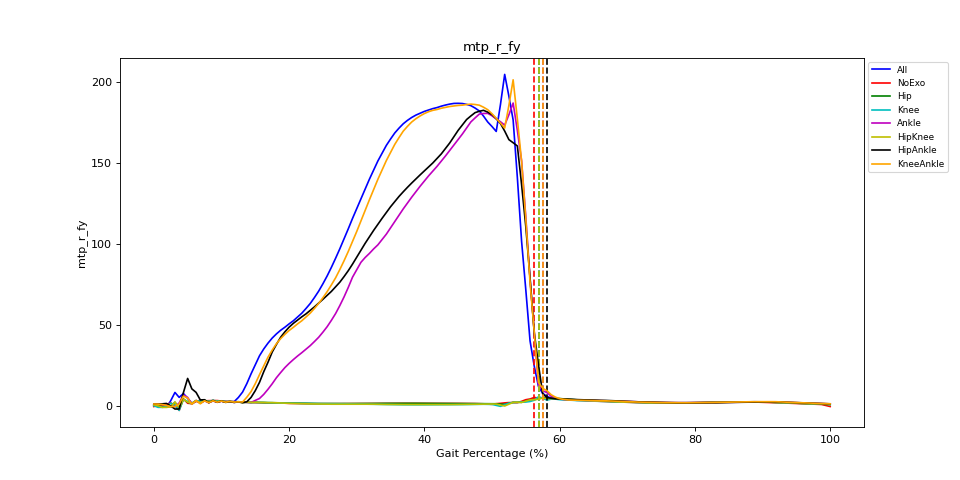 mtp_r_fy
200
150
100
50
0
mtp_r_fy
0
20
40
60
80
100
Gait Percentage (%)
All
NoExo
Hip
Knee
Ankle
HipKnee
HipAnkle
KneeAnkle